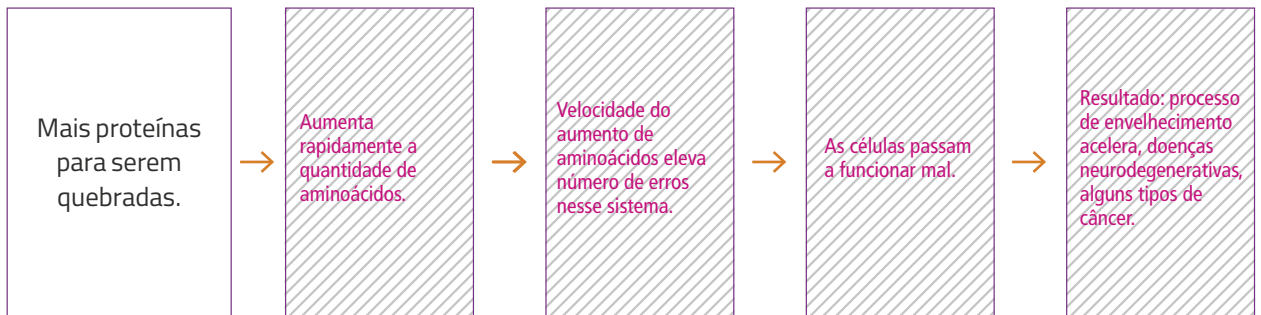 Mais proteínas
para serem
quebradas.
Aumenta
rapidamente a
quantidade de
aminoácidos.
Velocidade do
aumento de
aminoácidos eleva
número de erros
nesse sistema.
As células passam
a funcionar mal.
Resultado: processo
de envelhecimento
acelera, doenças
neurodegenerativas,
alguns tipos de
câncer.